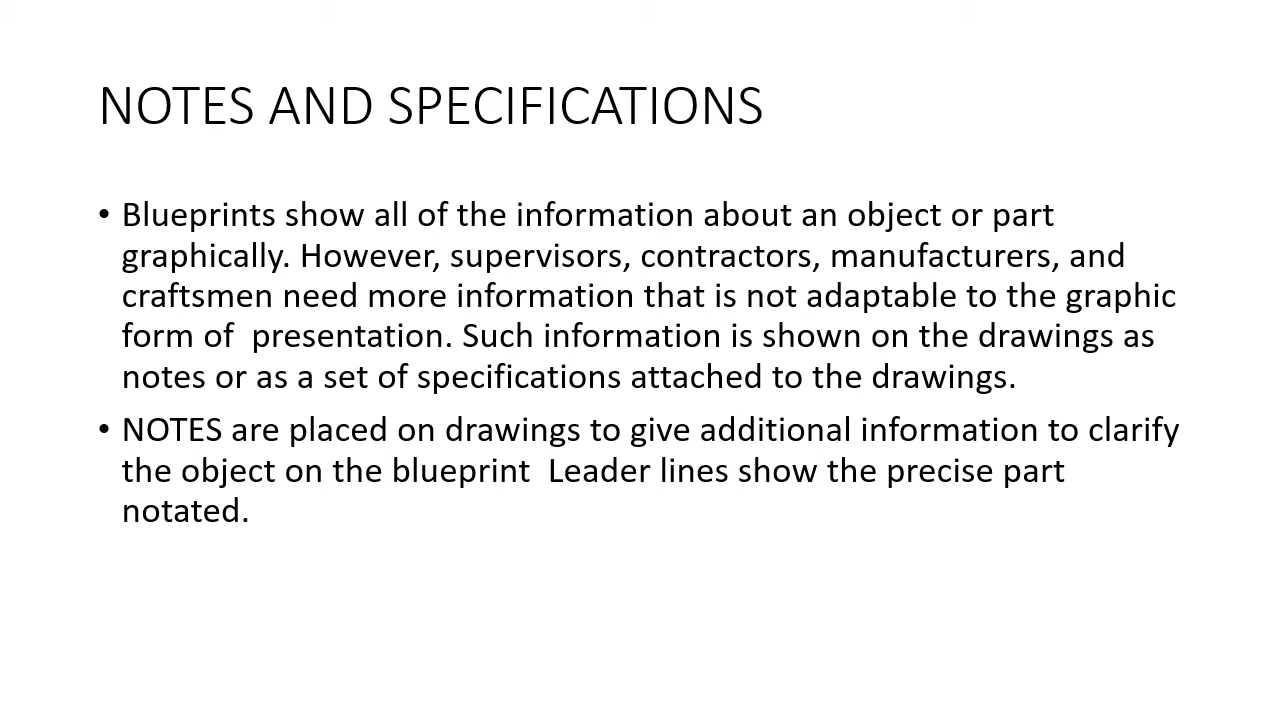 NOTES AND SPECIFICATIONS
• Blueprints show all of the information about an object or part
graphically. However, supervisors, contractors, manufacturers, and
craftsmen need more information that is not adaptable to the graphic
form of  presentation. Such information is shown on the drawings as
notes or as a set of specifications attached to the drawings.
• NOTES are placed on drawings to give additional information to clarify
the object on the blueprint  Leader lines show the precise part
notated.